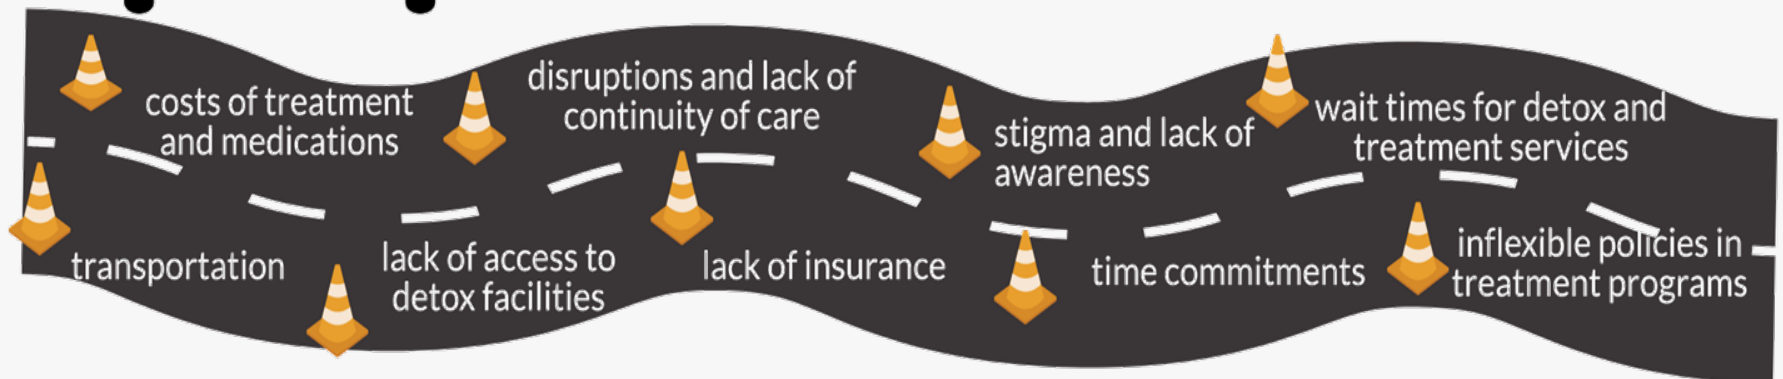 costs of treatment
and medications
disruptions and lack of
continuity of care
stigma and lack of
awareness
wait times for detox and
treatment services
transportation
lack of access to
detox facilities
lack of insurance
time commitments
inflexible policies in
treatment programs